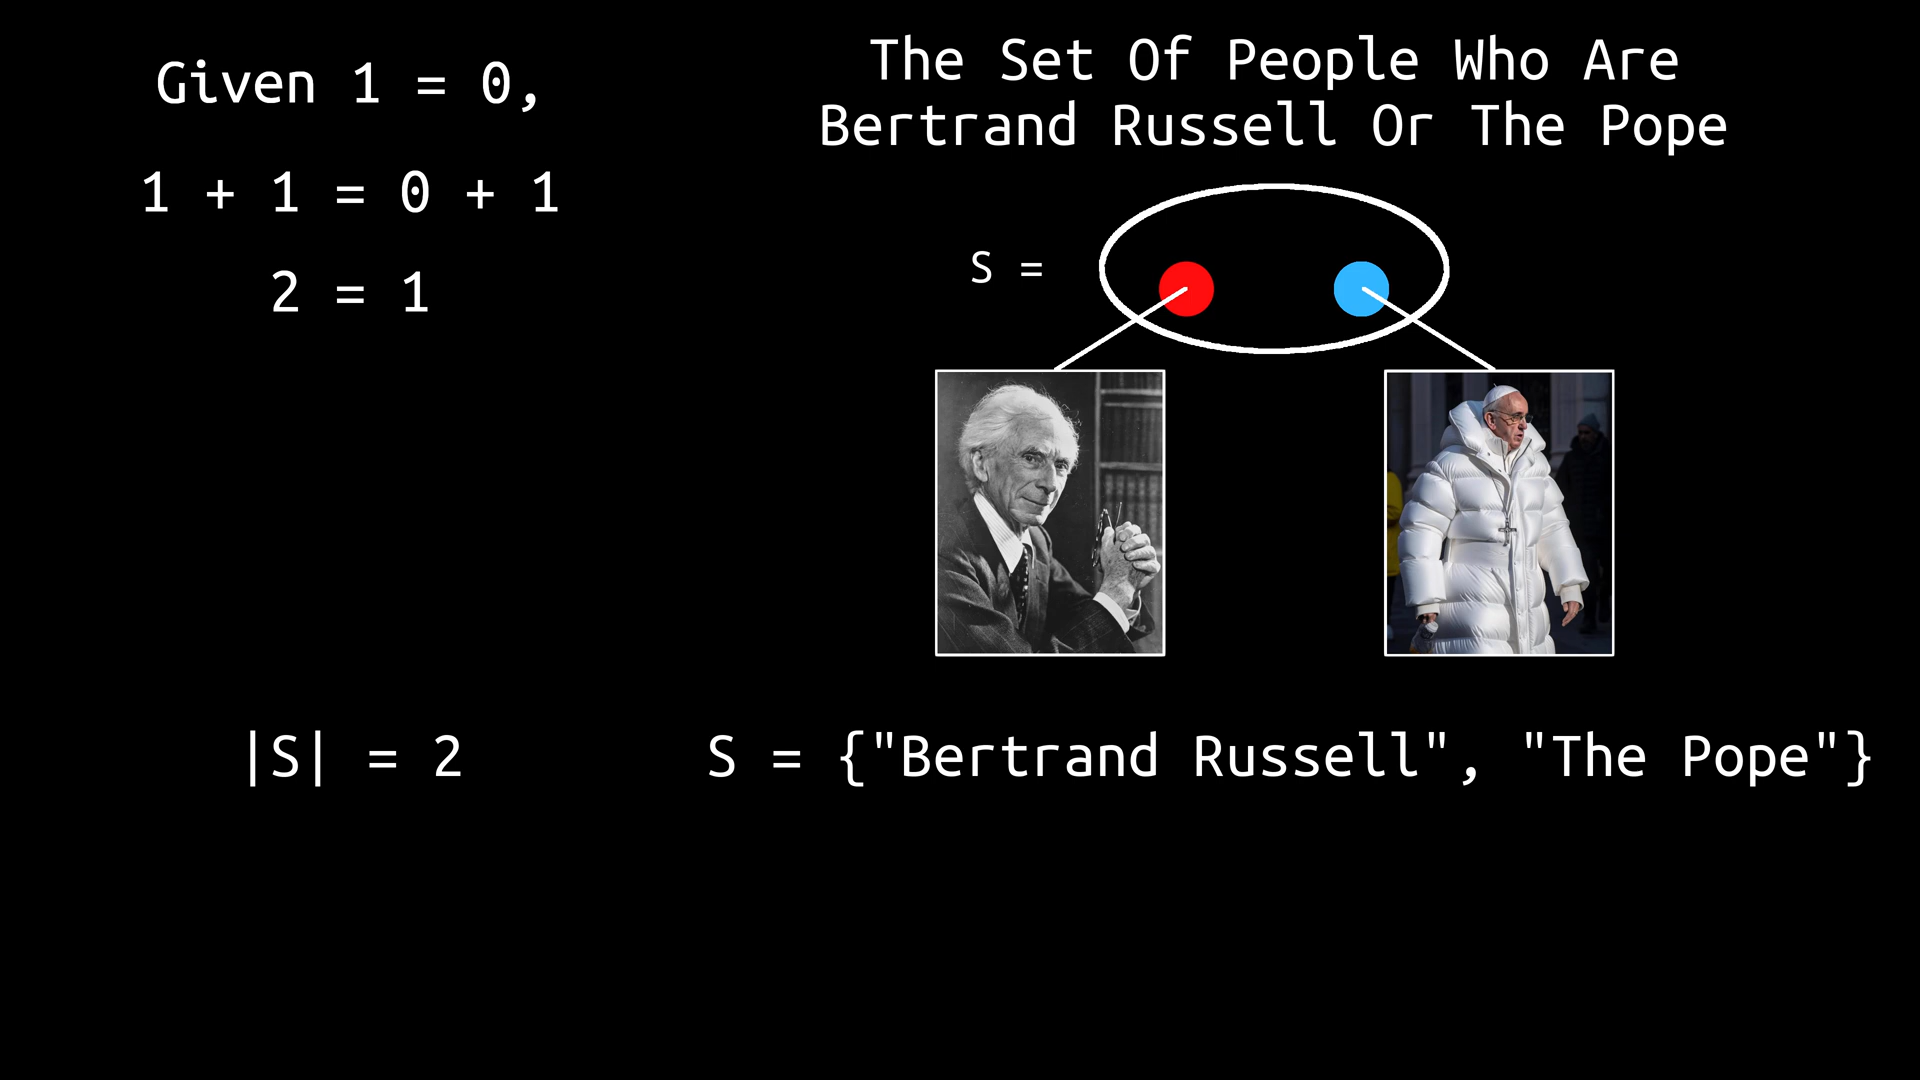 Given 1 = 0,
1 + 1 = 0 + 1
2 = 1
The Set Of People Who Are
Bertrand Russell Or The Pope
S =
|S| = 2
S = {"Bertrand Russell", "The Pope"}